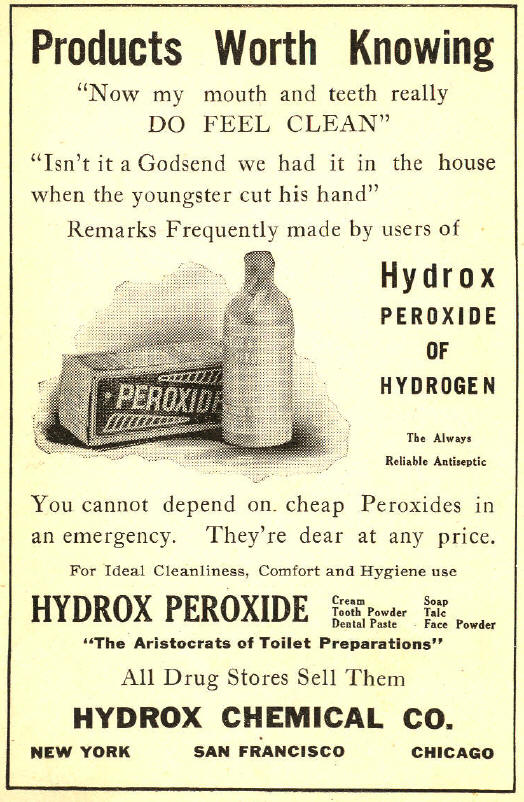 Products Worth Knowing
“Now my mouth and teeth really
DO FEEL CLEAN”
“Isn't it a Godsend we had it in the house
when the youngster cut his hand”
Remarks Frequently made by users of
Hydrox
PEROXIDE
OF
HYDROGEN
PEROXID
The Always
Reliable Antiseptic
You cannot depend on. cheap Peroxides in
an emergency. They're dear at any price.
For Ideal Cleanliness, Comfort and Hygiene use
HYDROX PEROXIDE
Cream Soap
Tooth Powder Talc
Dental Paste Face Powder
“The Aristocrats of Toilet Preparations”
All Drug Stores Sell Them
HYDROX CHEMICAL CO.
NEW YORK SAN FRANCISCO CHICAGO